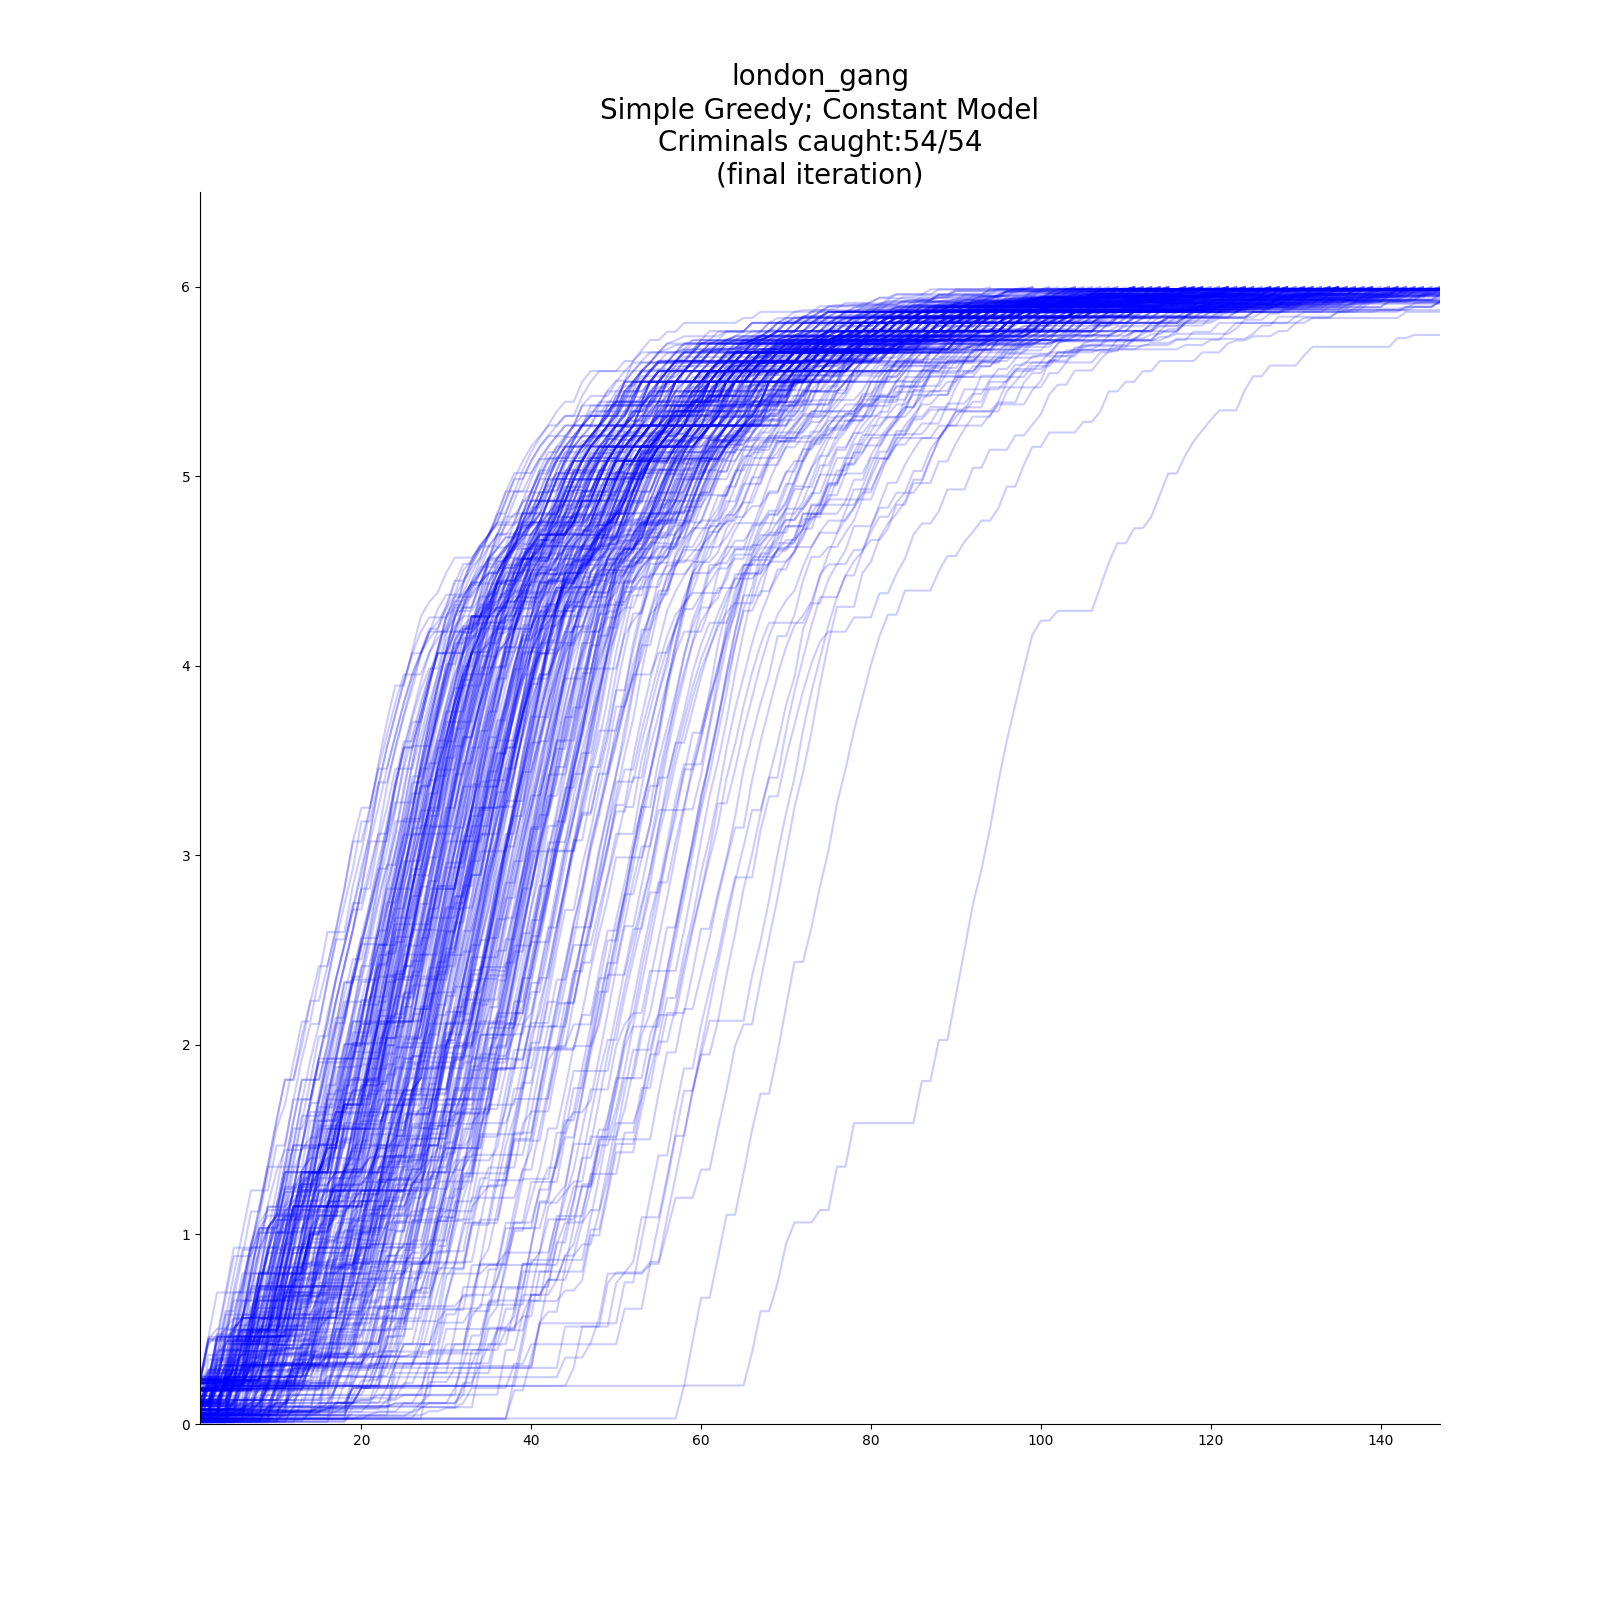 london_gang
Simple Greedy; Constant Model
Criminals caught:54/54
(final iteration)
6
5
4
3
2
1
0
20 40 60 80 100 120 140